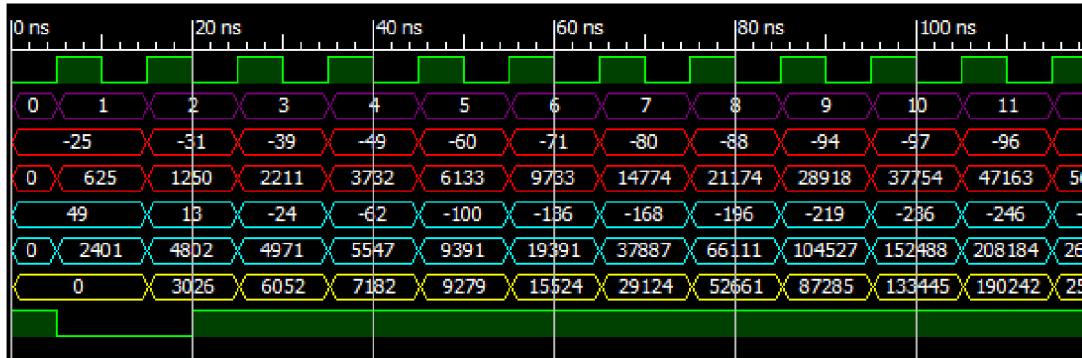 0 ns 20 ns 40 ns 60 ns 80 ns 100 ns
0 1 2 3 4 5 6 7 8 9 10 11
-25 -31 -39 -49 -60 -71 -80 -88 -94 -97 -96
0 625 1250 2211 3732 6133 9733 14774 21174 28918 37754 47163
49 13 -24 -62 -100 -136 -168 -196 -219 -236 -246
0 2401 4802 4971 5547 9391 19391 37887 66111 104527 152488 208184
0 3026 6052 7182 9279 15524 29124 52661 87285 133445 190242